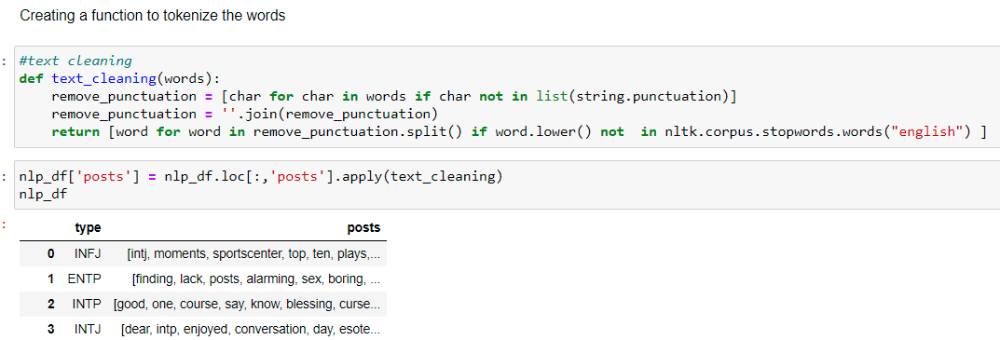 Creating a function to tokenize the words
: #text cleaning
def text_cleaning(words):
    remove_punctuation = [char for char in words if char not in list(string.punctuation)]
    remove_punctuation = ''.join(remove_punctuation)
    return [word for word in remove_punctuation.split() if word.lower() not  in nltk.corpus.stopwords.words("english") ]
: nlp_df['posts'] = nlp_df.loc[:,'posts'].apply(text_cleaning)
nlp_df
:
type posts
0 INFJ [intj, moments, sportscenter, top, ten, plays,...
1 ENTP [finding, lack, posts, alarming, sex, boring, ...
2 INTP [good, one, course, say, know, blessing, curse...
3 INTJ [dear, intp, enjoyed, conversation, day, esote...